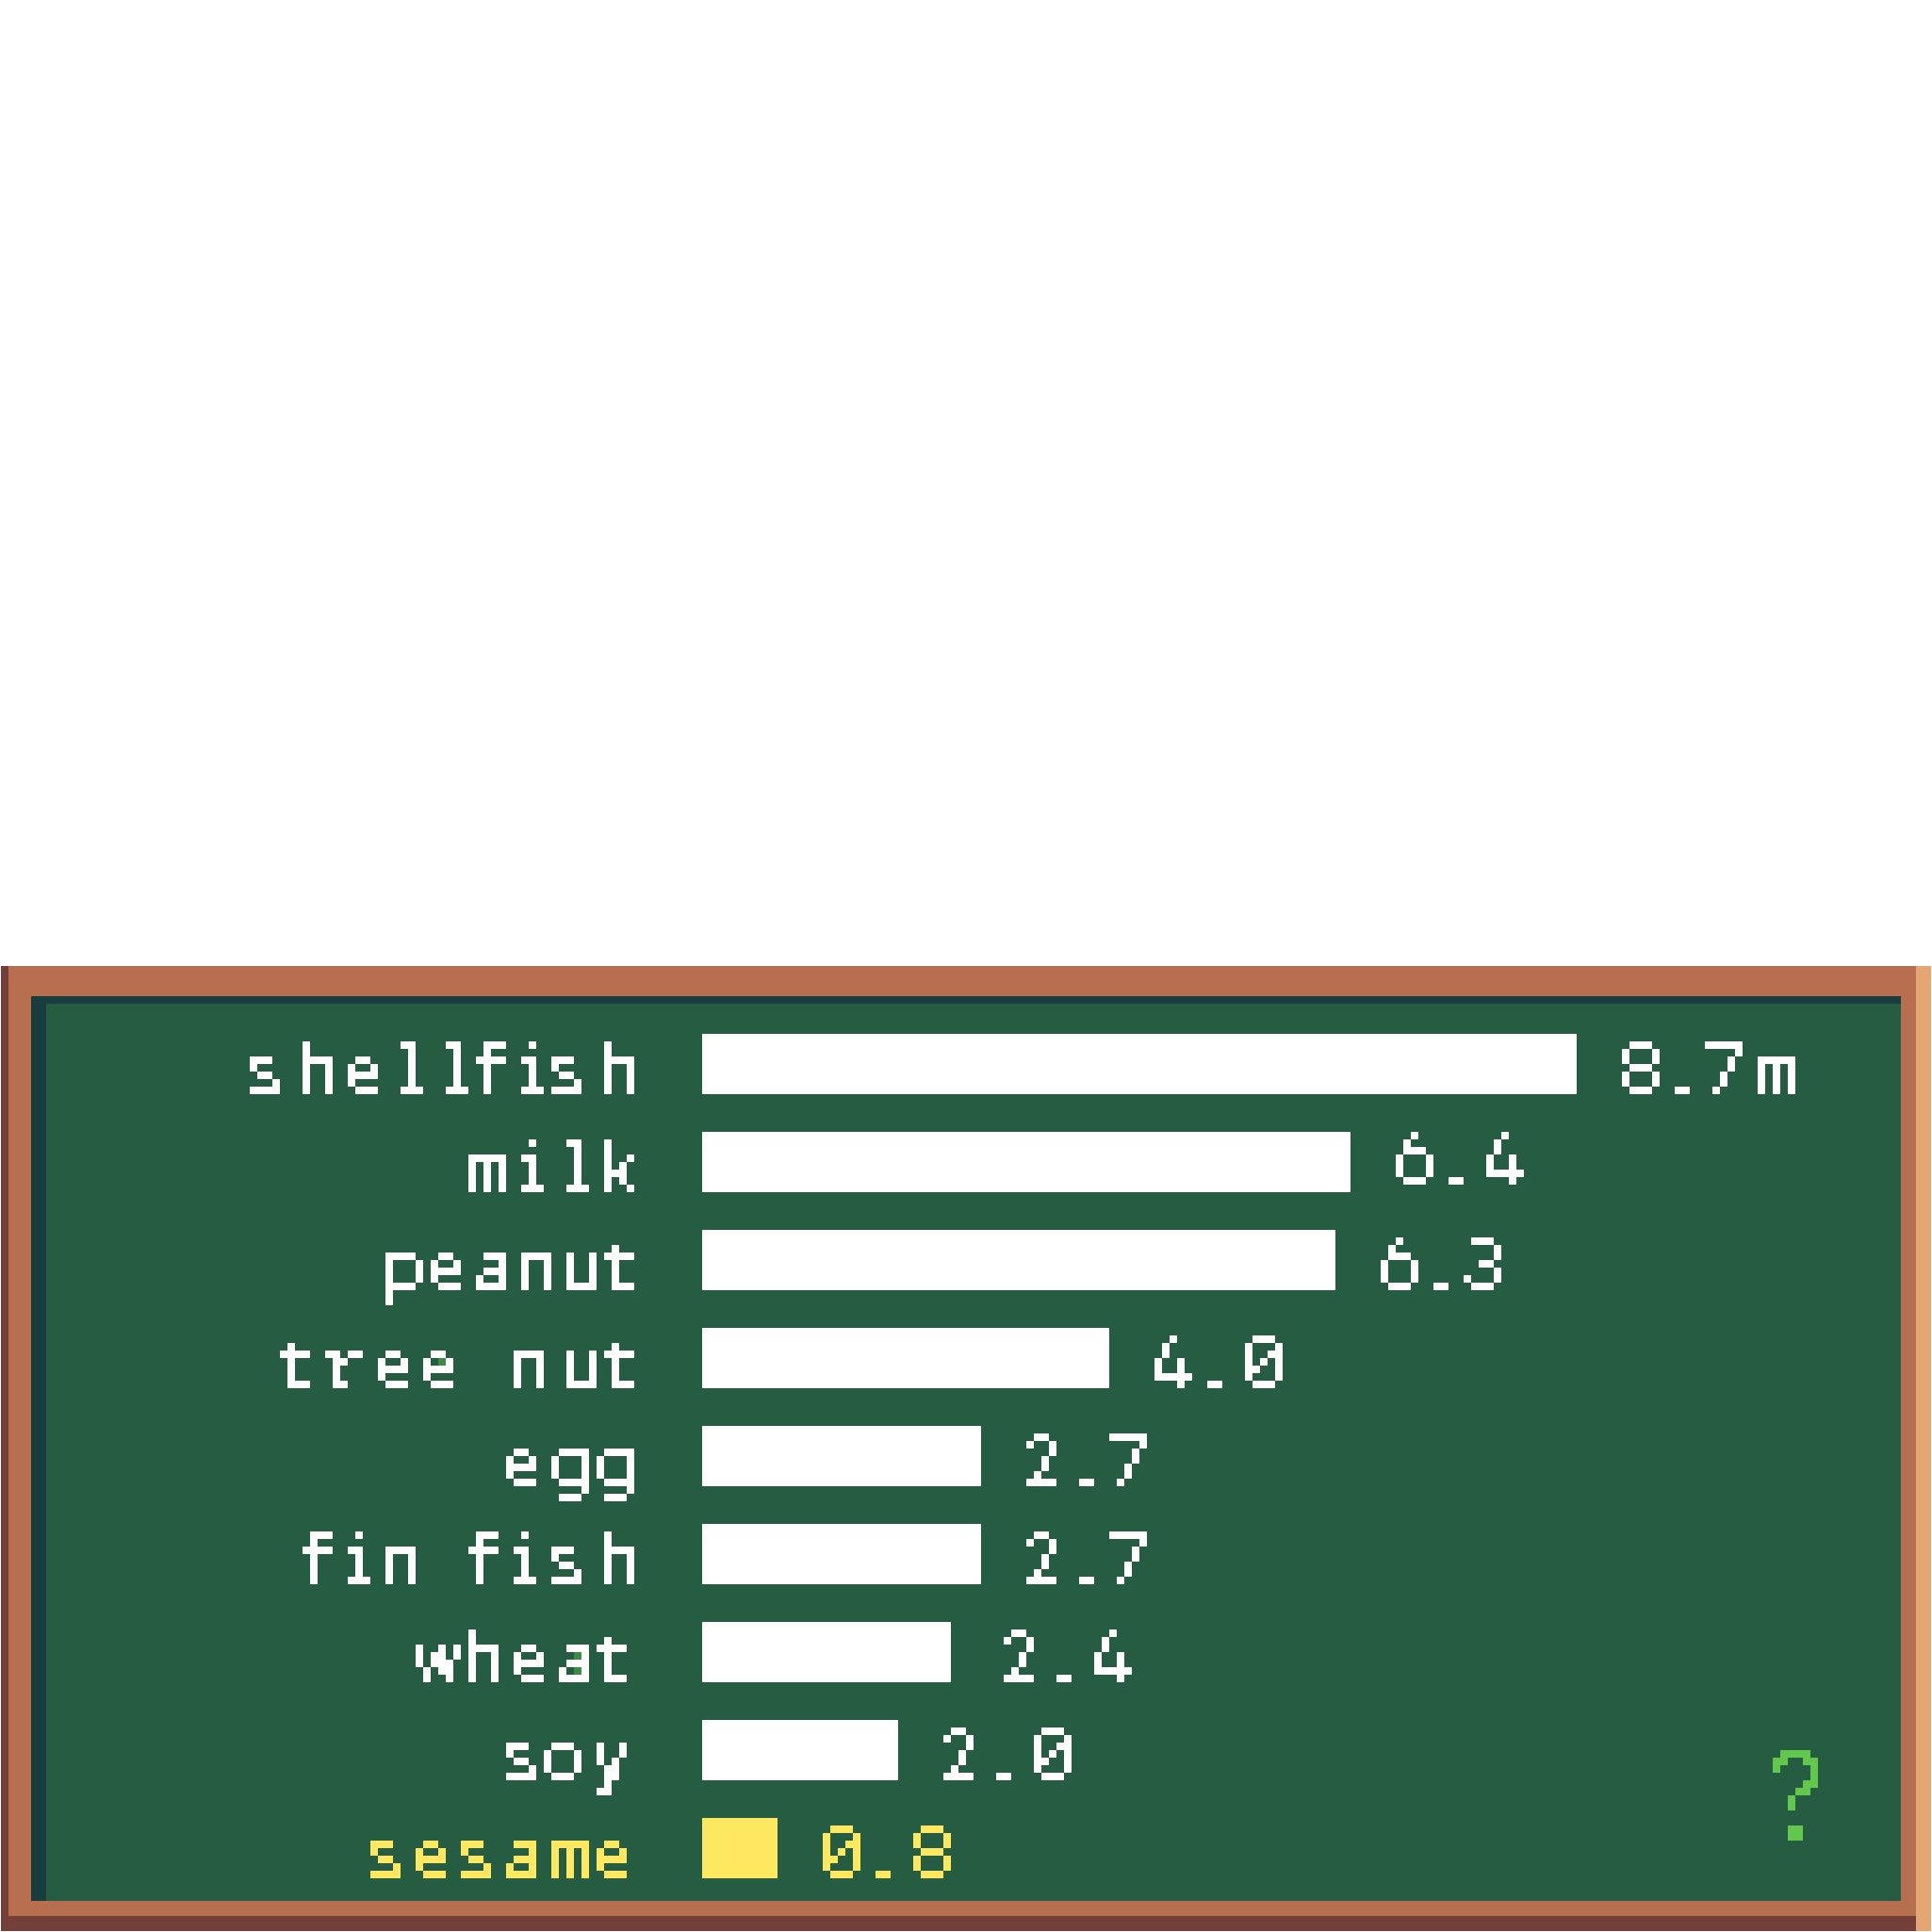 shellfish 8.7m
milk 6.4
peanut 6.3
tree nut 4.0
egg 2.7
fin fish 2.7
wheat 2.4
soy 2.0
?
sesame 0.8